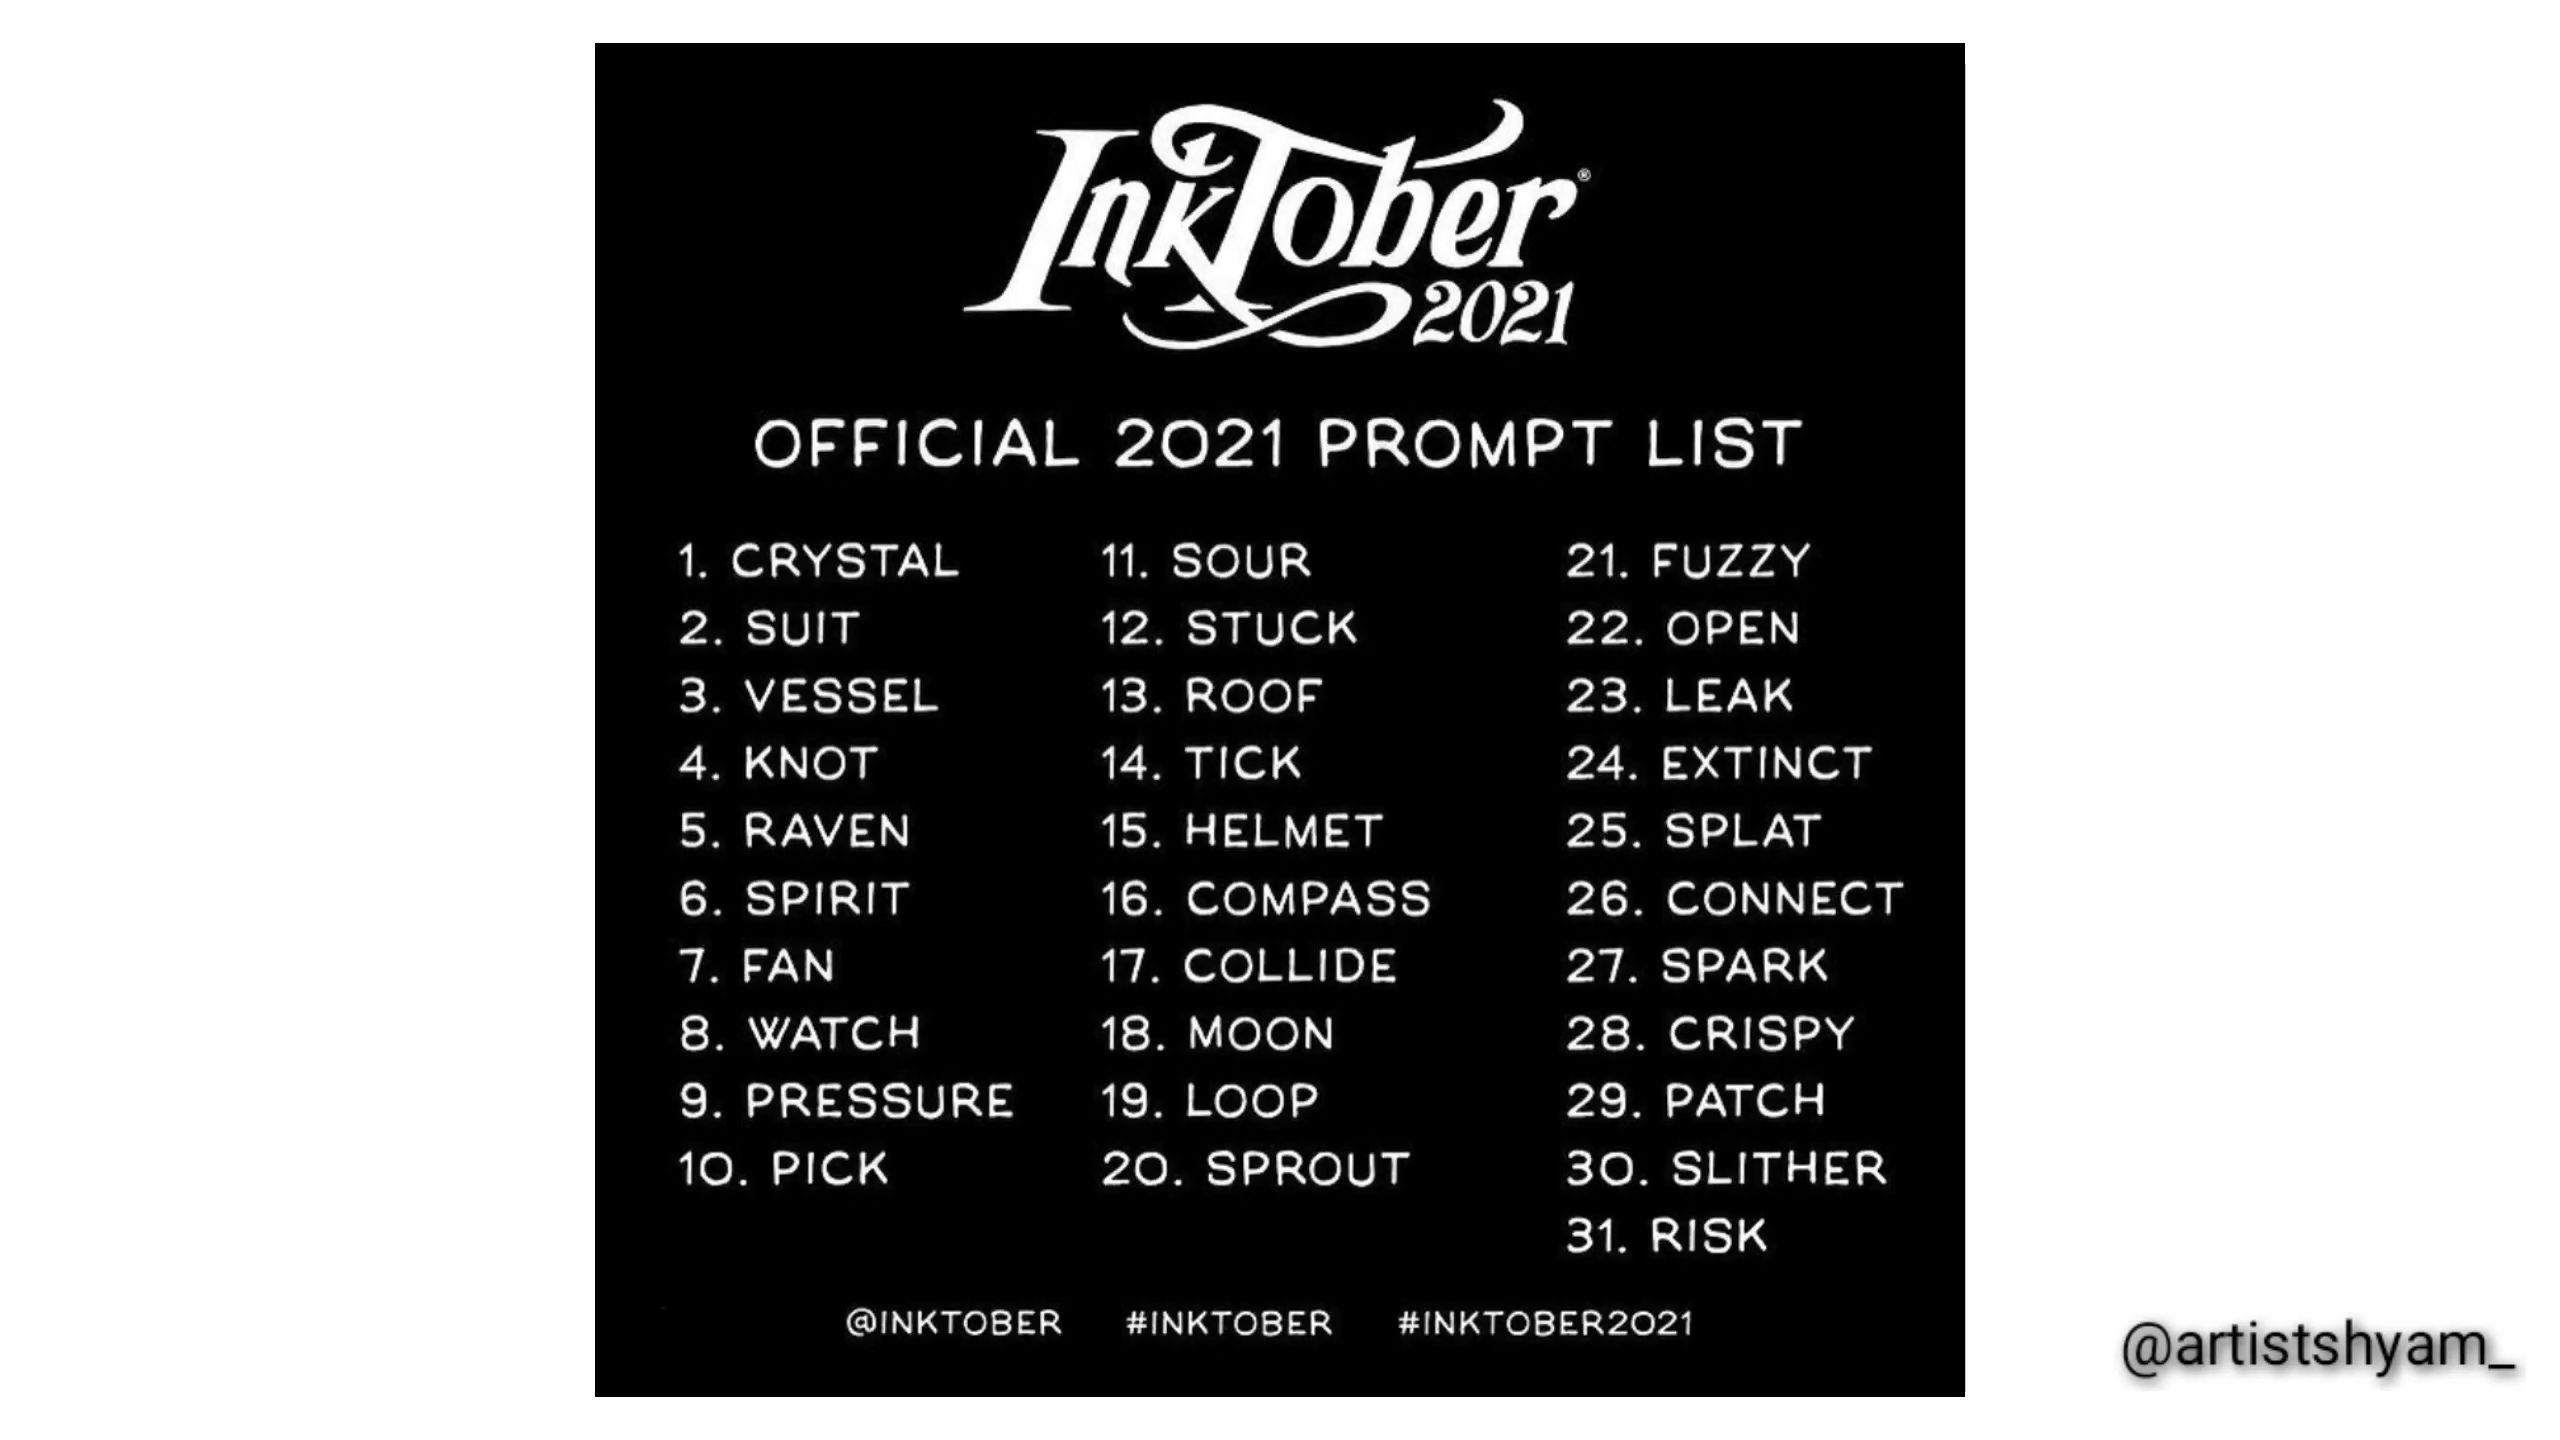 InkTober®
2021
OFFICIAL 2021 PROMPT LIST
1. CRYSTAL
2. SUIT
3. VESSEL
4. KNOT
5. RAVEN
6. SPIRIT
7. FAN
8. WATCH
9. PRESSURE
10. PICK
11. SOUR
12. STUCK
13. ROOF
14. TICK
15. HELMET
16. COMPASS
17. COLLIDE
18. MOON
19. LOOP
20. SPROUT
21. FUZZY
22. OPEN
23. LEAK
24. EXTINCT
25. SPLAT
26. CONNECT
27. SPARK
28. CRISPY
29. PATCH
30. SLITHER
31. RISK
@INKTOBER #INKTOBER #INKTOBER2021
@artistshyam_